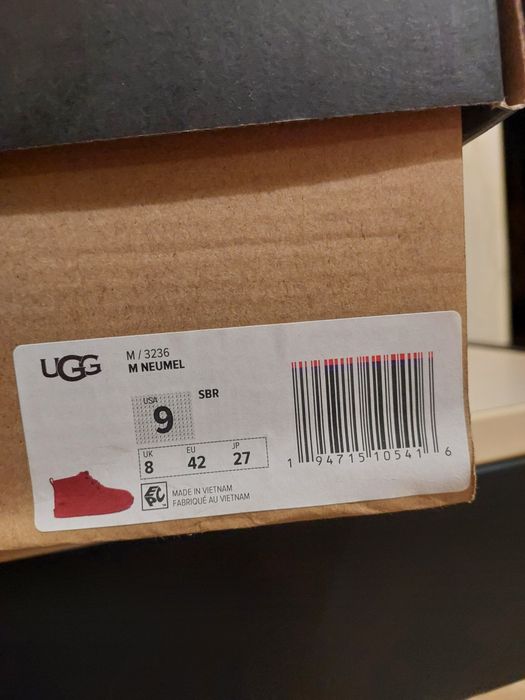 UGG
M / 3236
M NEUMEL
SBR
USA
9
UK EU JP
8 42 27
MADE IN VIETNAM
FABRIQUÉ AU VIETNAM
1 94715 10541 6